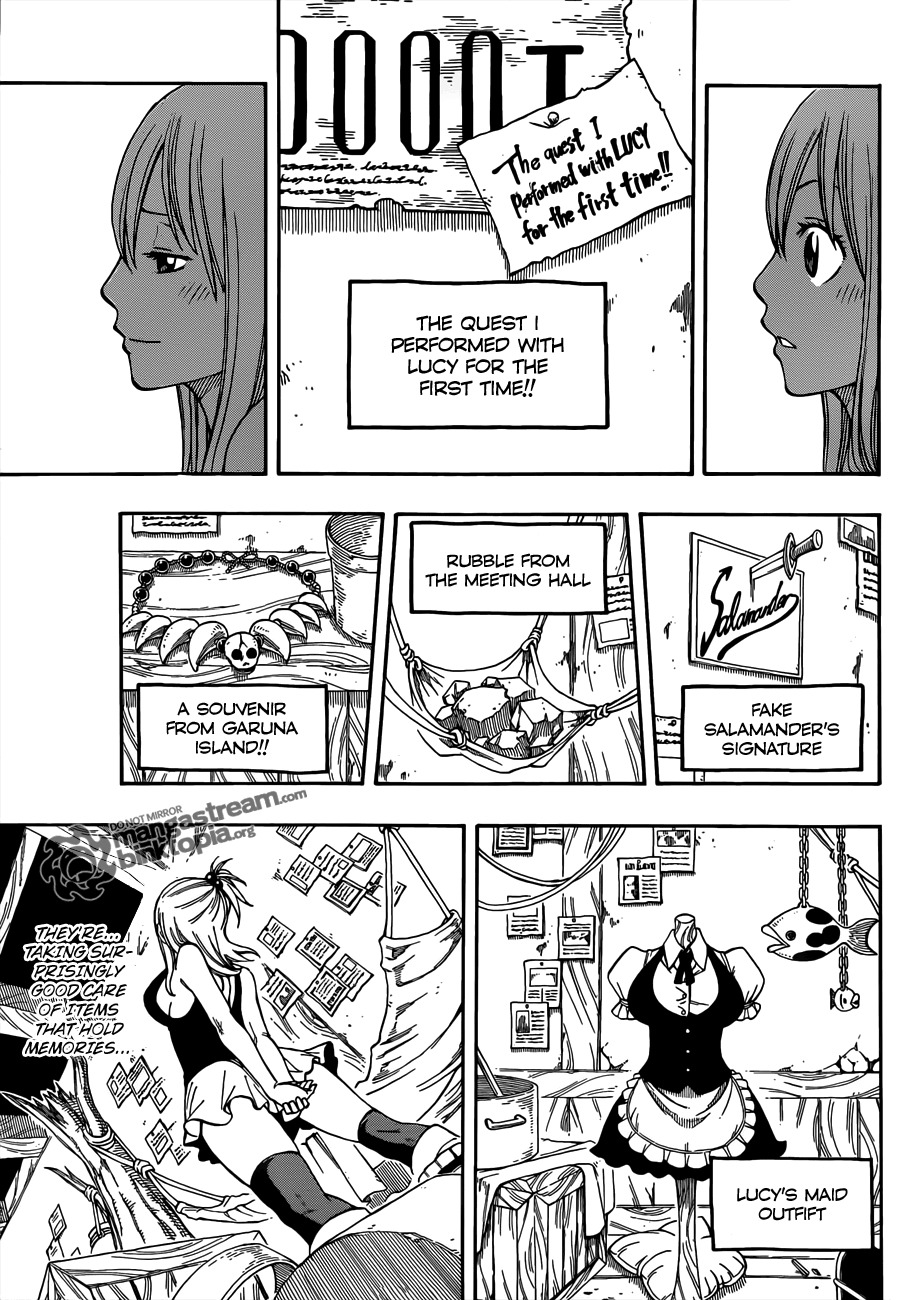 0000T
The quest I
Performed with LUCY
for the first time!!
THE QUEST I
PERFORMED WITH
LUCY FOR THE
FIRST TIME!!
Salamander
FAKE
SALAMANDER'S
SIGNATURE
RUBBLE FROM
THE MEETING HALL
A SOUVENIR
FROM GARUNA
ISLAND!!
LUCY'S MAID
OUTFIFT
THEY'RE...
TAKING SUR-
PRISINGLY
GOOD CARE
OF ITEMS
THAT HOLD
MEMORIES...
DO NOT MIRROR
mangastream.com
binktopia.org